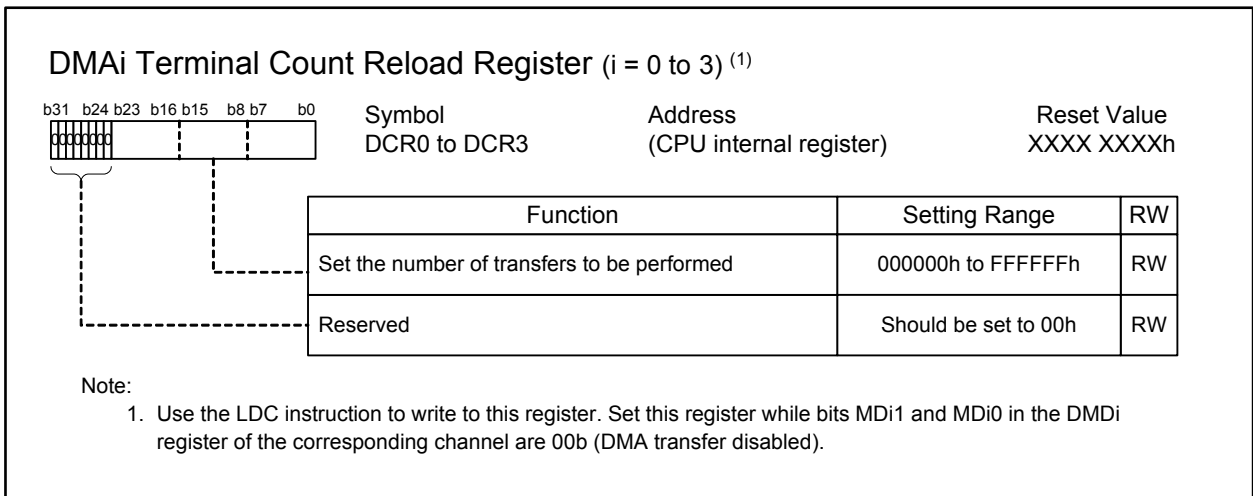 DMAi Terminal Count Reload Register (i = 0 to 3) (1)
b31 b24 b23 b16 b15 b8 b7 b0 Symbol Address Reset Value
00000000 DCR0 to DCR3 (CPU internal register) XXXX XXXXh
Function Setting Range RW
Set the number of transfers to be performed 000000h to FFFFFFh RW
Reserved Should be set to 00h RW
Note:
1. Use the LDC instruction to write to this register. Set this register while bits MDi1 and MDi0 in the DMDi
register of the corresponding channel are 00b (DMA transfer disabled).